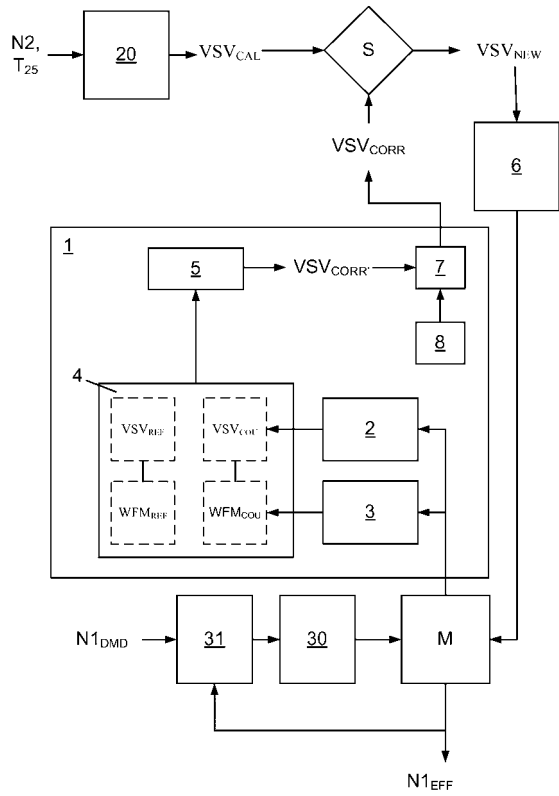 N2,
T25
20
VSVCAL
S
VSVNEW
VSVCORR
6
1
5
VSVCORR'
7
8
4
VSVREF
VSVCOU
2
WFMREF
WFMCOU
3
N1DMD
31
30
M
N1EFF